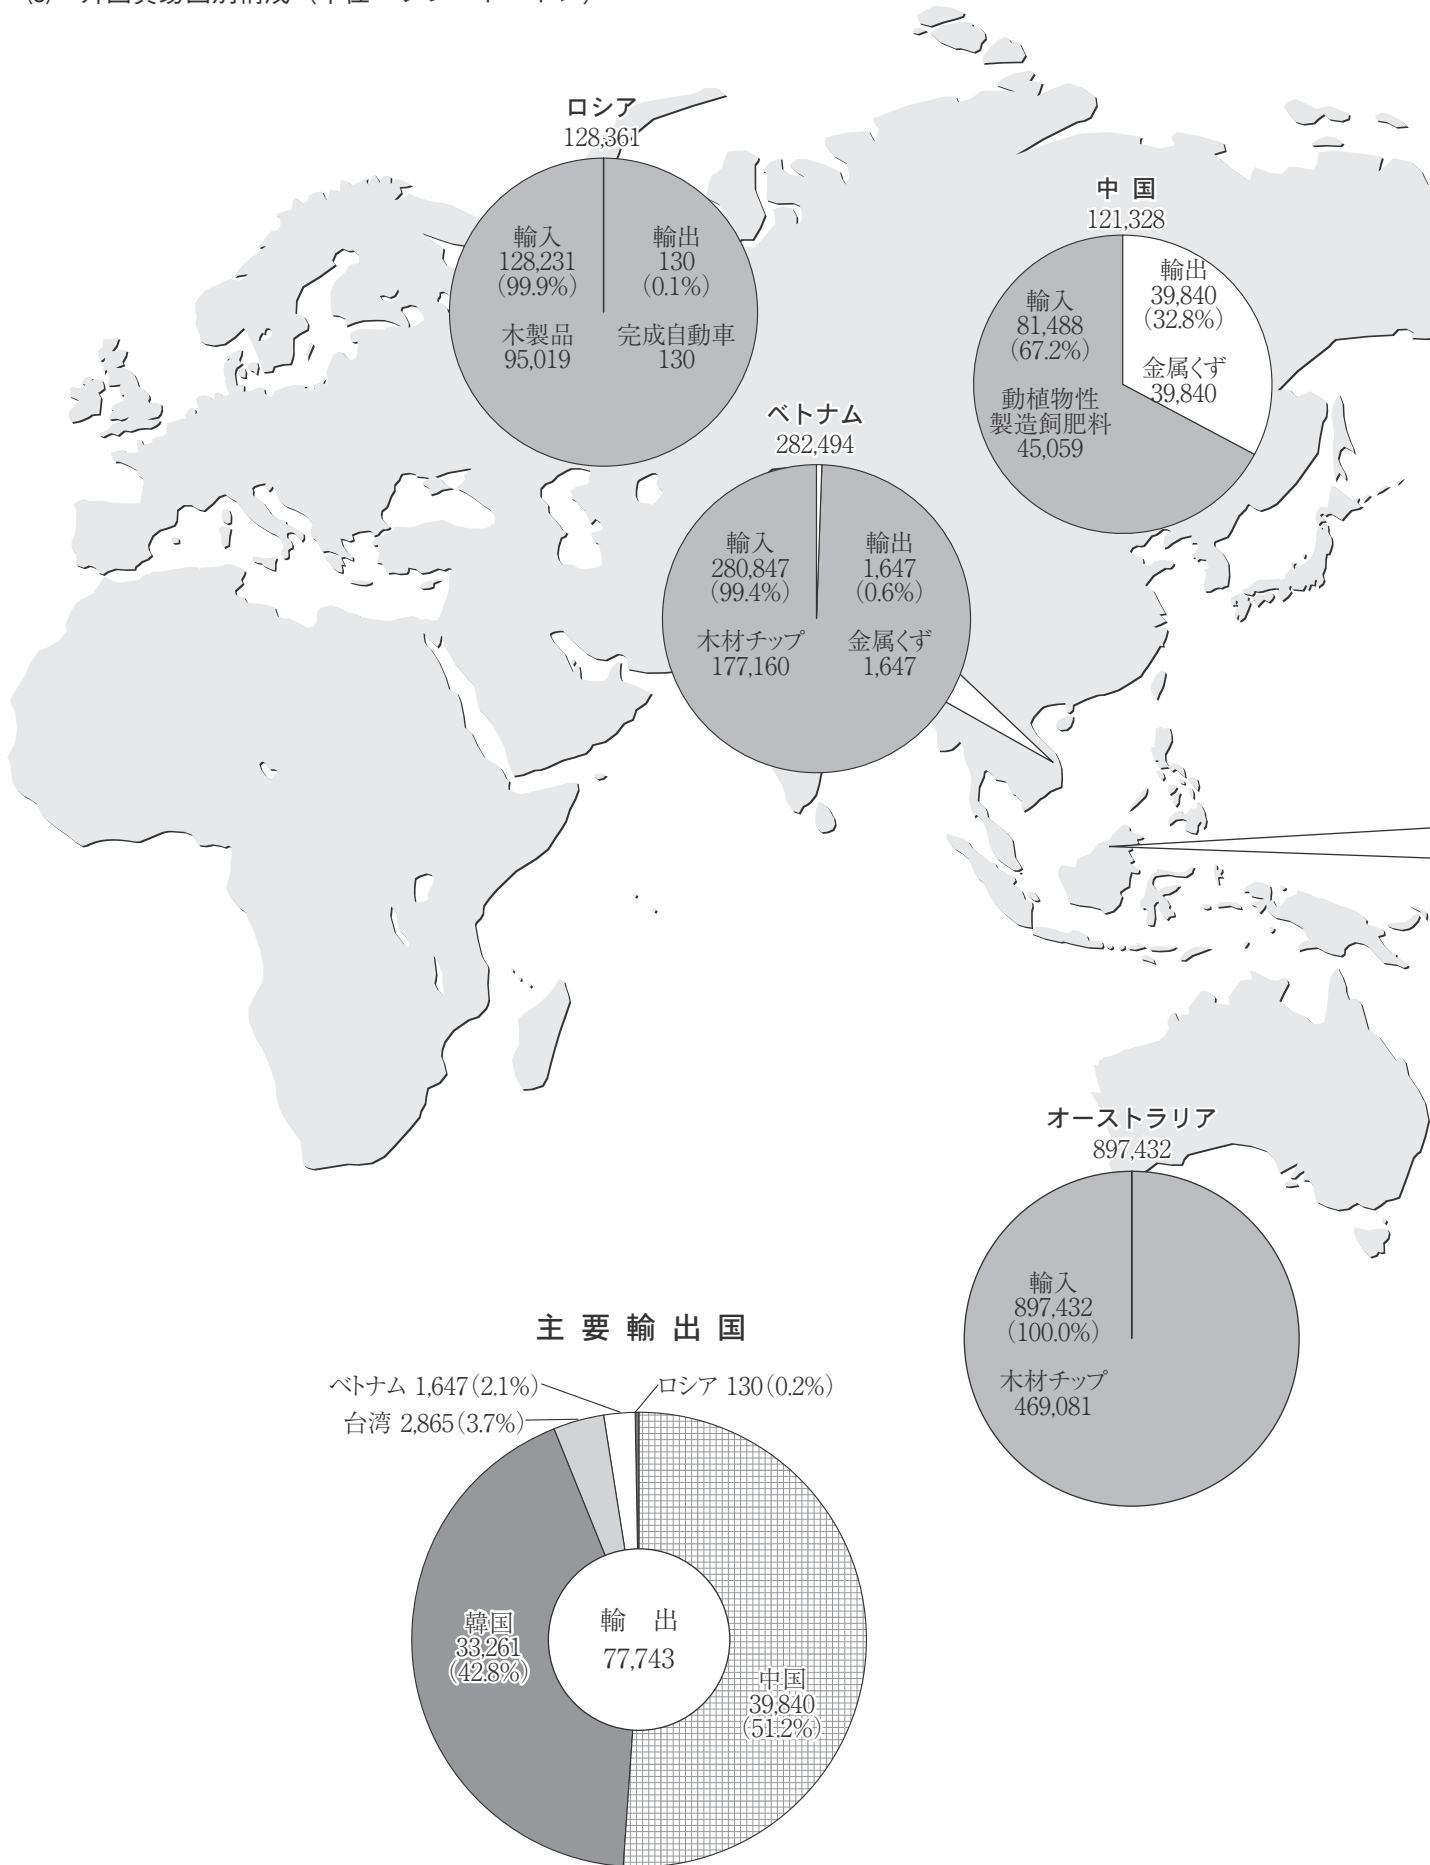 ロシア
128,361
輸入
128,231
(99.9%)
木製品
95,019
輸出
130
(0.1%)
完成自動車
130
中 国
121,328
輸入
81,488
(67.2%)
動植物性
製造飼肥料
45,059
輸出
39,840
(32.8%)
金属くず
39,840
ベトナム
282,494
輸入
280,847
(99.4%)
木材チップ
177,160
輸出
1,647
(0.6%)
金属くず
1,647
オーストラリア
897,432
輸入
897,432
(100.0%)
木材チップ
469,081
主 要 輸 出 国
ベトナム 1,647(2.1%)
ロシア 130(0.2%)
台湾 2,865(3.7%)
韓国
33,261
(42.8%)
輸 出
77,743
中国
39,840
(51.2%)